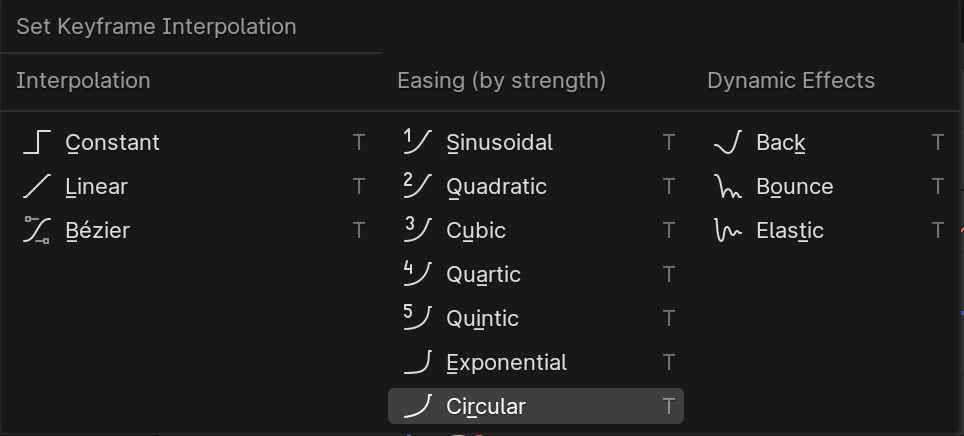 Set Keyframe Interpolation
Interpolation
Constant T
Linear T
Bézier T
Easing (by strength)
1 Sinusoidal T
2 Quadratic T
3 Cubic T
4 Quartic T
5 Quintic T
Exponential T
Circular T
Dynamic Effects
Back T
Bounce T
Elastic T